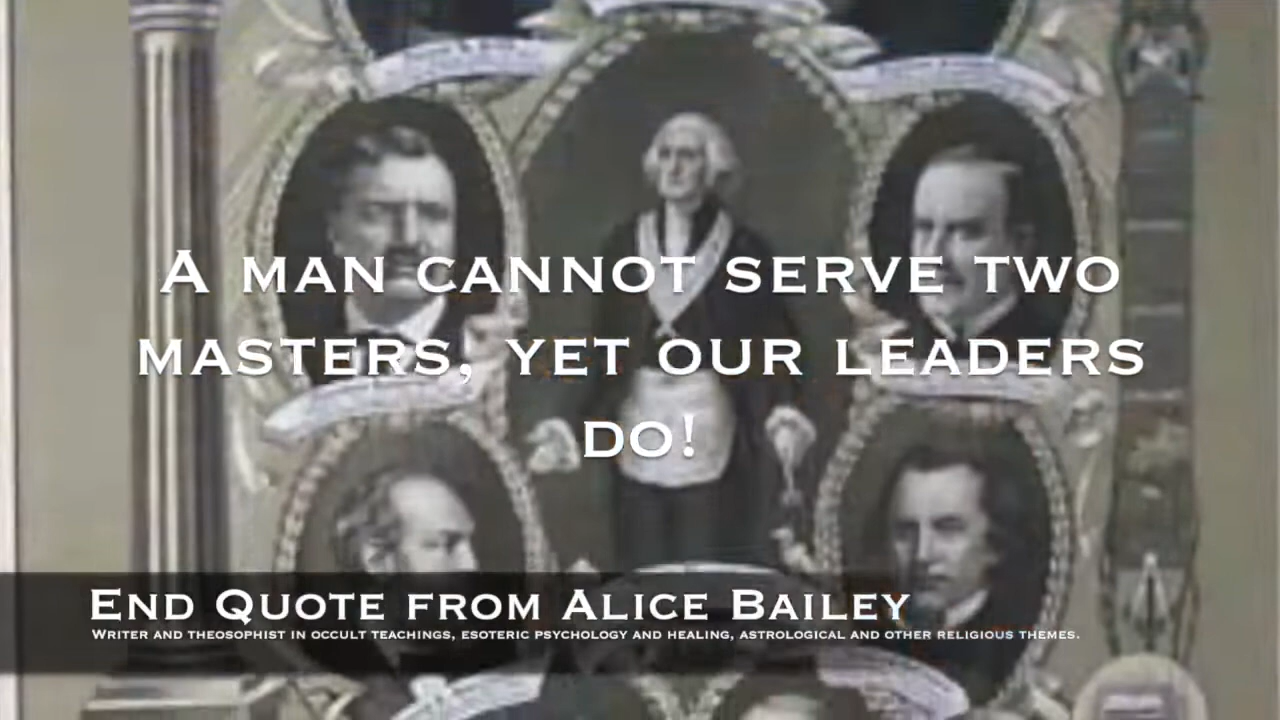 A MAN CANNOT SERVE TWO
MASTERS, YET OUR LEADERS
DO!
END QUOTE FROM ALICE BAILEY
WRITER AND THEOSOPHIST IN OCCULT TEACHINGS, ESOTERIC PSYCHOLOGY AND HEALING, ASTROLOGICAL AND OTHER RELIGIOUS THEMES.